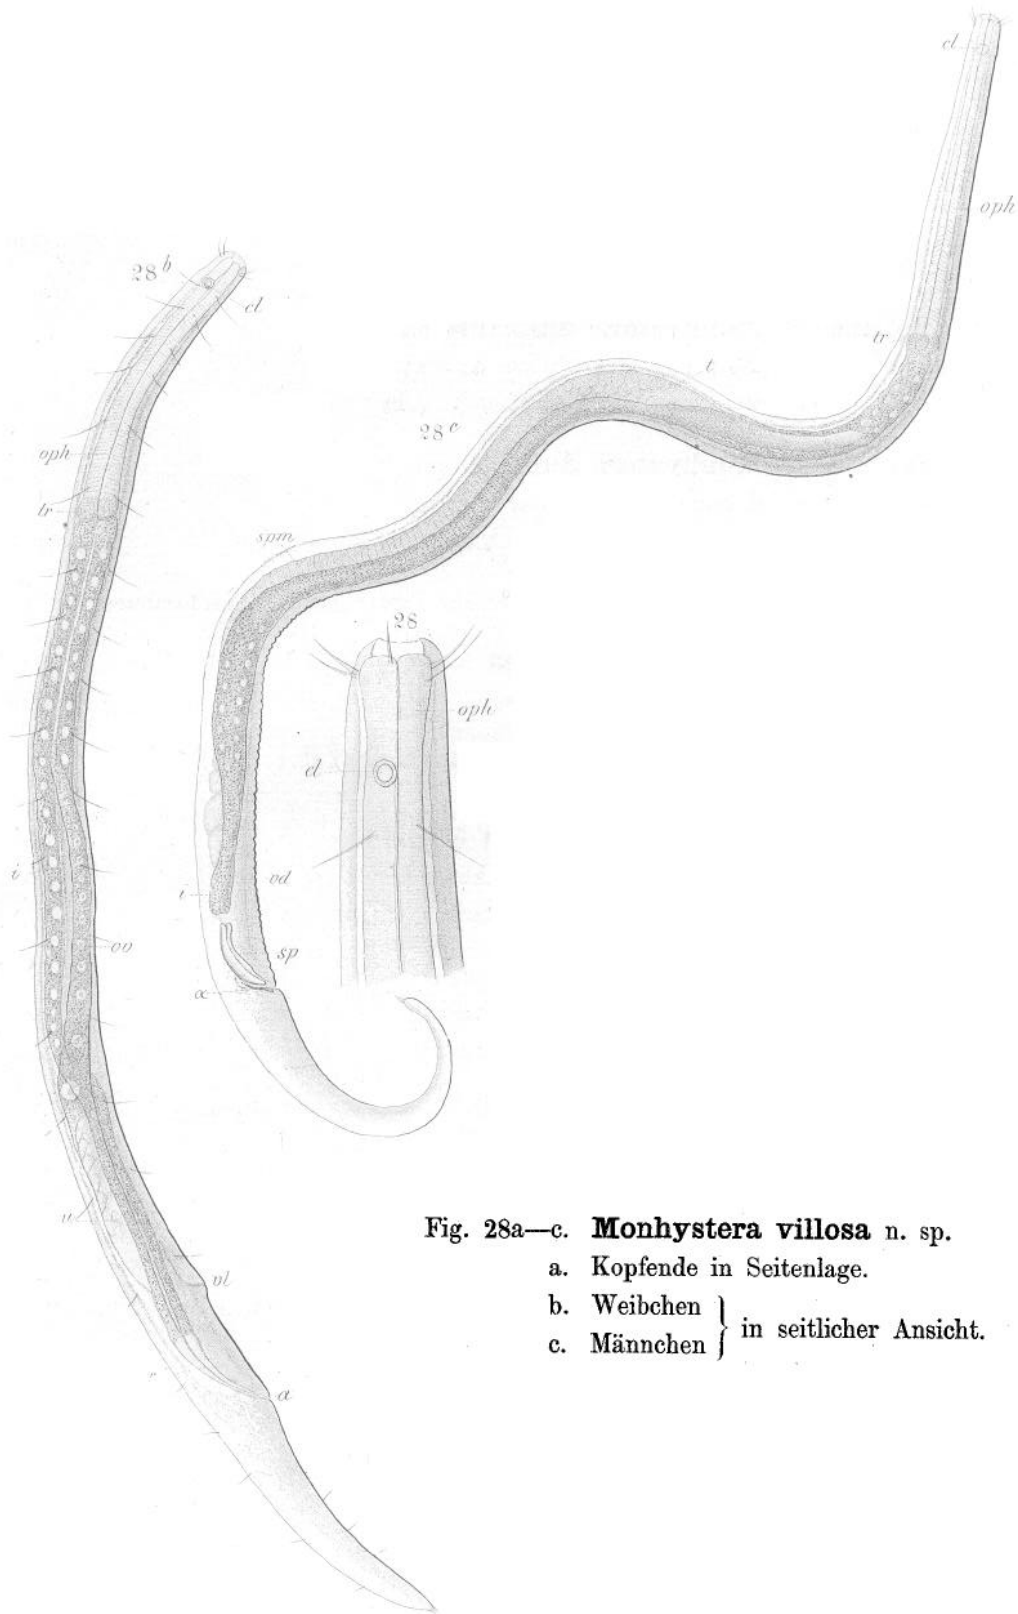 cl
oph
28 b
cl
tr
t
28 c
oph
tr
spm
28
oph
cl
i
vd
i
ov
sp
a
u
vl
r
a
Fig. 28a—c. Monhystera villosa n. sp.
a. Kopfende in Seitenlage.
b. Weibchen
c. Männchen
} in seitlicher Ansicht.